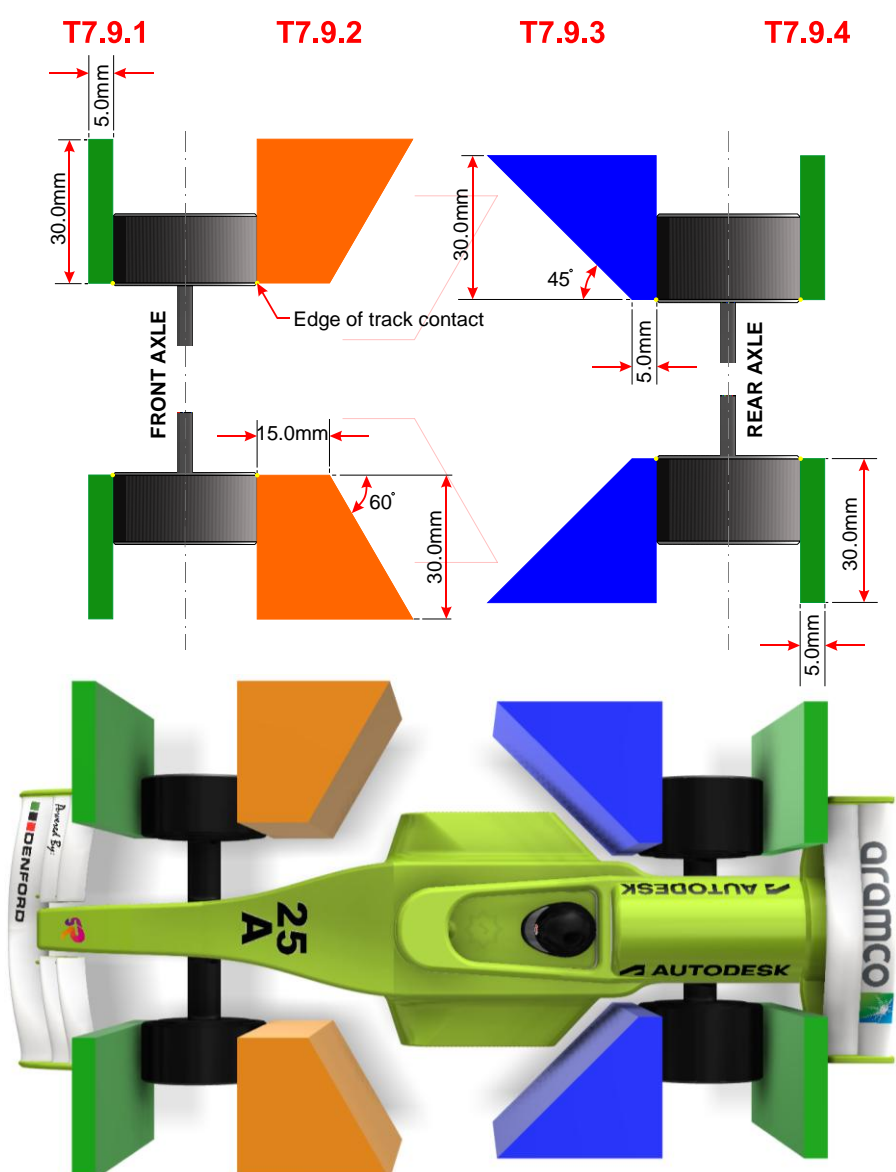 T7.9.1 T7.9.2 T7.9.3 T7.9.4
5.0mm
30.0mm
30.0mm
45°
Edge of track contact
FRONT AXLE
5.0mm
REAR AXLE
15.0mm
60°
30.0mm
30.0mm
5.0mm
Powered By:
DENFORD
SP
25
A
AUTODESK
AUTODESK
aramco